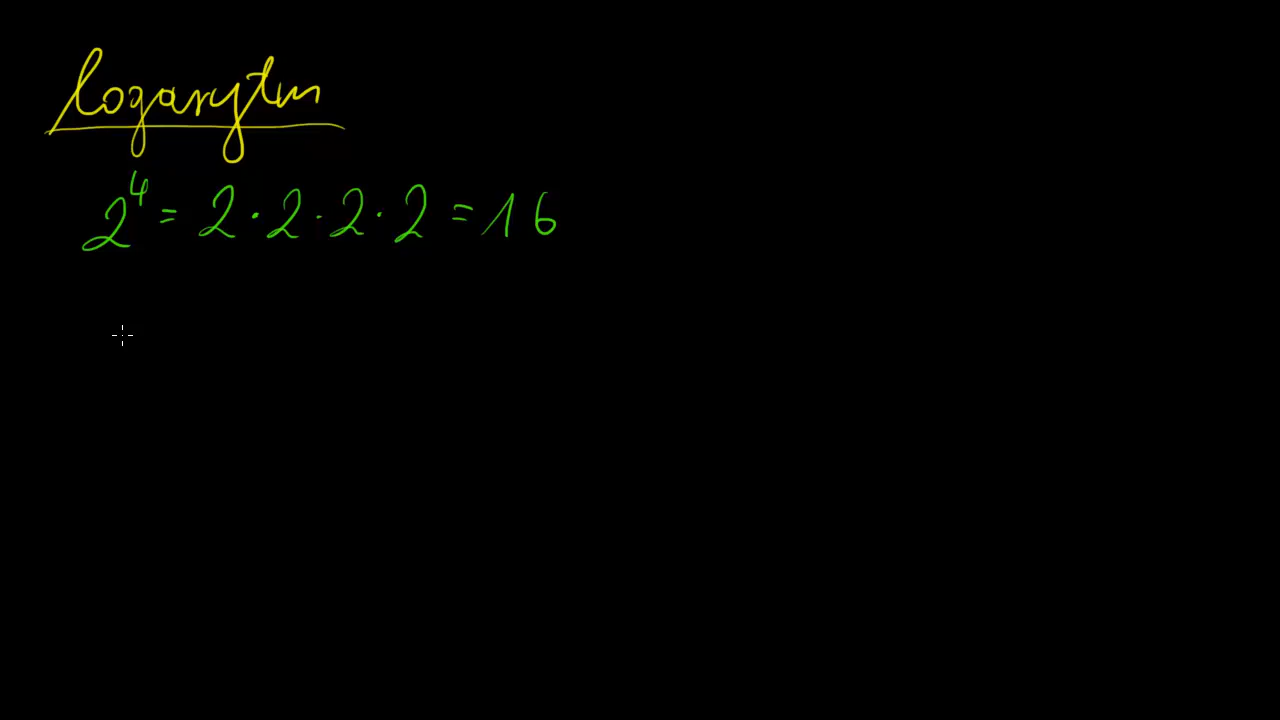 logarytm
2⁴ = 2 · 2 · 2 · 2 = 16